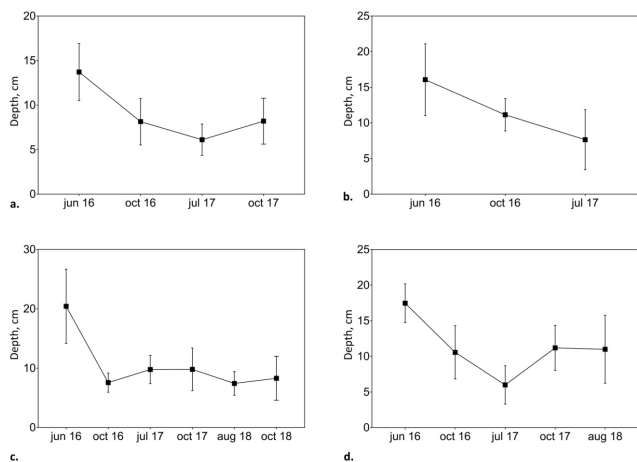 20
15
10
5
0
Depth, cm
jun 16 oct 16 jul 17 oct 17
a.
25
20
15
10
5
0
Depth, cm
jun 16 oct 16 jul 17
b.
30
20
10
0
Depth, cm
jun 16 oct 16 jul 17 oct 17 aug 18 oct 18
c.
25
20
15
10
5
0
Depth, cm
jun 16 oct 16 jul 17 oct 17 aug 18
d.